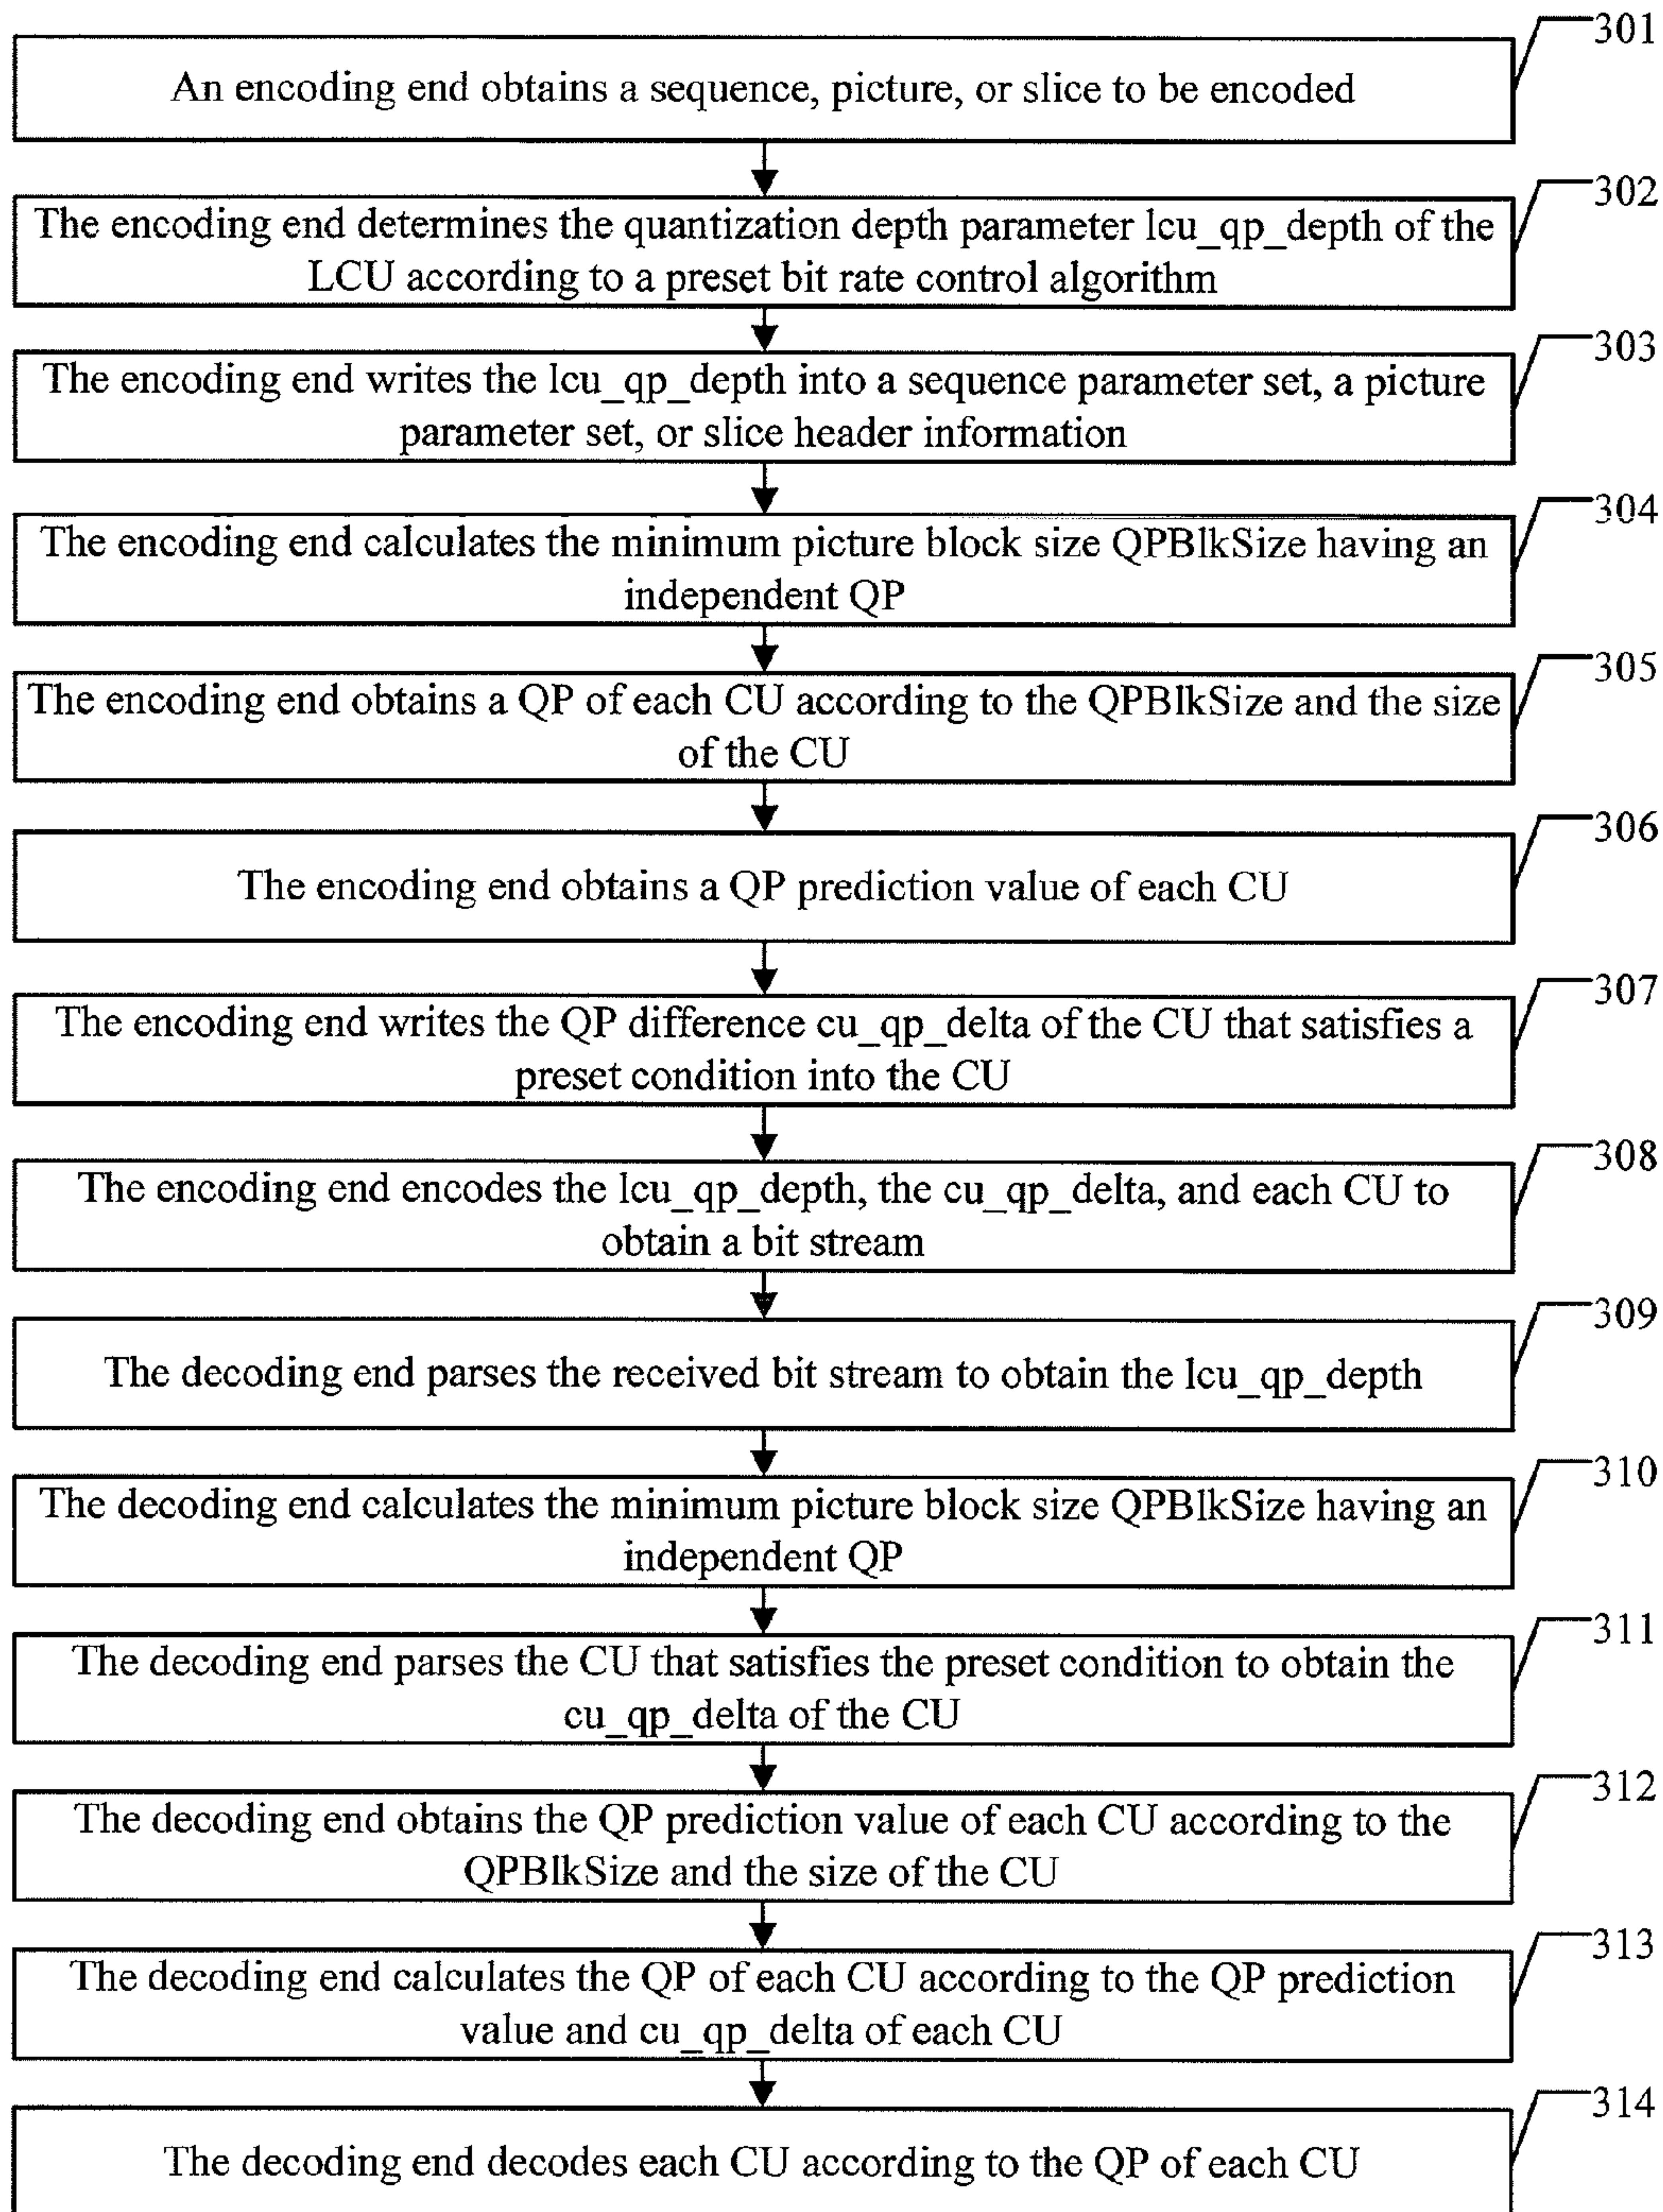 301
An encoding end obtains a sequence, picture, or slice to be encoded
302
The encoding end determines the quantization depth parameter lcu_qp_depth of the
LCU according to a preset bit rate control algorithm
303
The encoding end writes the lcu_qp_depth into a sequence parameter set, a picture
parameter set, or slice header information
304
The encoding end calculates the minimum picture block size QPBlkSize having an
independent QP
305
The encoding end obtains a QP of each CU according to the QPBlkSize and the size
of the CU
306
The encoding end obtains a QP prediction value of each CU
307
The encoding end writes the QP difference cu_qp_delta of the CU that satisfies a
preset condition into the CU
308
The encoding end encodes the lcu_qp_depth, the cu_qp_delta, and each CU to
obtain a bit stream
309
The decoding end parses the received bit stream to obtain the lcu_qp_depth
310
The decoding end calculates the minimum picture block size QPBlkSize having an
independent QP
311
The decoding end parses the CU that satisfies the preset condition to obtain the
cu_qp_delta of the CU
312
The decoding end obtains the QP prediction value of each CU according to the
QPBlkSize and the size of the CU
313
The decoding end calculates the QP of each CU according to the QP prediction
value and cu_qp_delta of each CU
314
The decoding end decodes each CU according to the QP of each CU